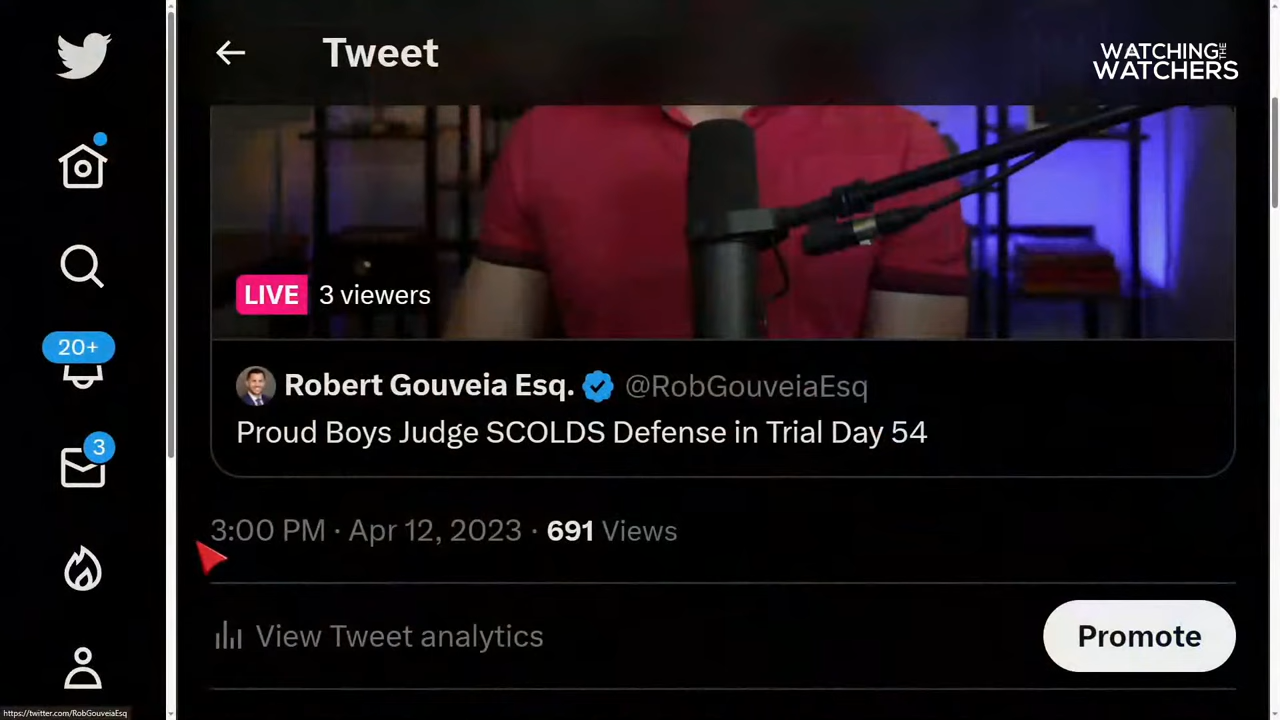 Tweet
WATCHING THE
WATCHERS
LIVE 3 viewers
20+
Robert Gouveia Esq. @RobGouveiaEsq
Proud Boys Judge SCOLDS Defense in Trial Day 54
3
3:00 PM · Apr 12, 2023 · 691 Views
View Tweet analytics
Promote
https://twitter.com/RobGouveiaEsq